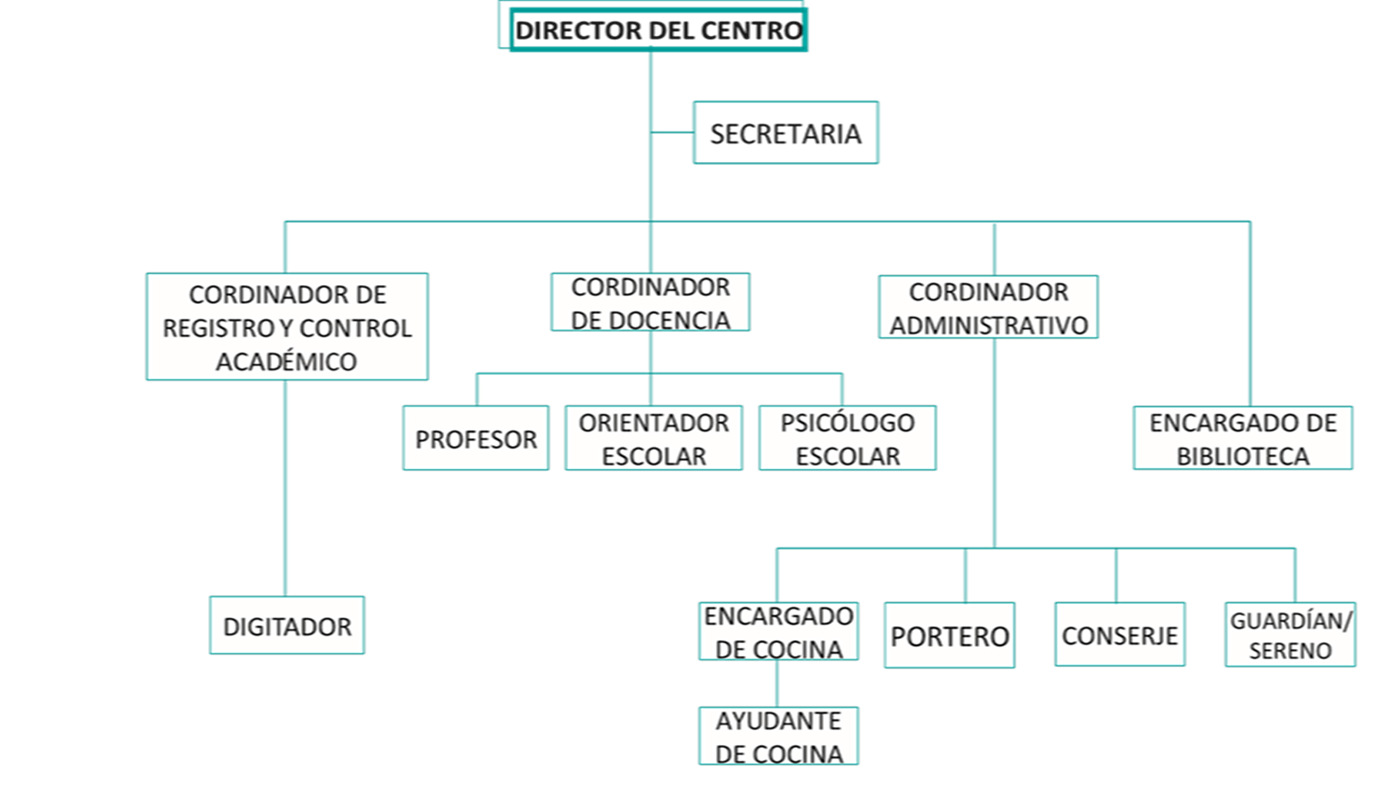 DIRECTOR DEL CENTRO
SECRETARIA
CORDINADOR DE
REGISTRO Y CONTROL
ACADÉMICO
CORDINADOR
DE DOCENCIA
CORDINADOR
ADMINISTRATIVO
PROFESOR
ORIENTADOR
ESCOLAR
PSICÓLOGO
ESCOLAR
ENCARGADO DE
BIBLIOTECA
DIGITADOR
ENCARGADO
DE COCINA
PORTERO
CONSERJE
GUARDÍAN/
SERENO
AYUDANTE
DE COCINA